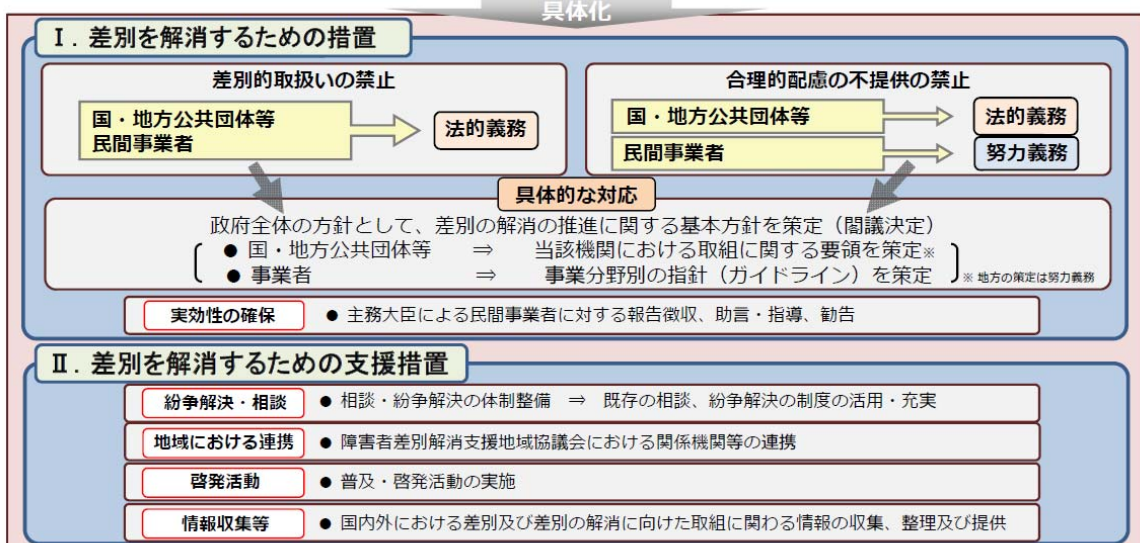 具体化
Ⅰ. 差別を解消するための措置
差別的取扱いの禁止
国・地方公共団体等
民間事業者
法的義務
合理的配慮の不提供の禁止
国・地方公共団体等
法的義務
民間事業者
努力義務
具体的な対応
政府全体の方針として、差別の解消の推進に関する基本方針を策定（閣議決定）
● 国・地方公共団体等 ⇒ 当該機関における取組に関する要領を策定※
● 事業者 ⇒ 事業分野別の指針（ガイドライン）を策定
※ 地方の策定は努力義務
実効性の確保 ● 主務大臣による民間事業者に対する報告徴収、助言・指導、勧告
Ⅱ. 差別を解消するための支援措置
紛争解決・相談 ● 相談・紛争解決の体制整備 ⇒ 既存の相談、紛争解決の制度の活用・充実
地域における連携 ● 障害者差別解消支援地域協議会における関係機関等の連携
啓発活動 ● 普及・啓発活動の実施
情報収集等 ● 国内外における差別及び差別の解消に向けた取組に関わる情報の収集、整理及び提供